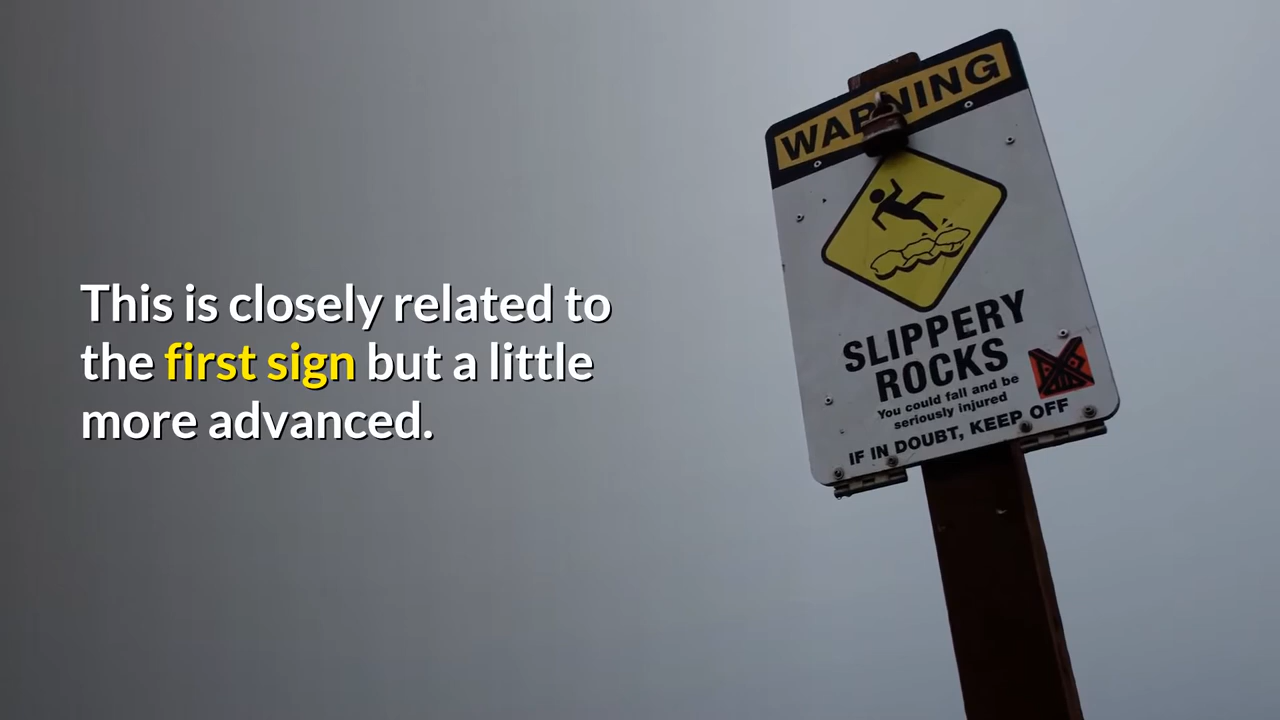 This is closely related to
the first sign but a little
more advanced.
WARNING
SLIPPERY
ROCKS
You could fall and be
seriously injured
IF IN DOUBT, KEEP OFF